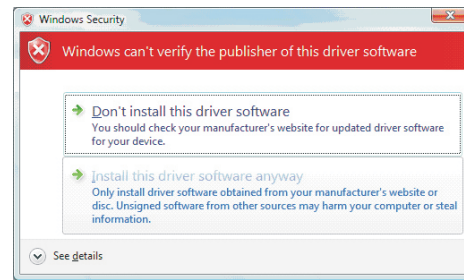 Windows Security
Windows can't verify the publisher of this driver software
Don't install this driver software
You should check your manufacturer's website for updated driver software
for your device.
Install this driver software anyway
Only install driver software obtained from your manufacturer's website or
disc. Unsigned software from other sources may harm your computer or steal
information.
See details